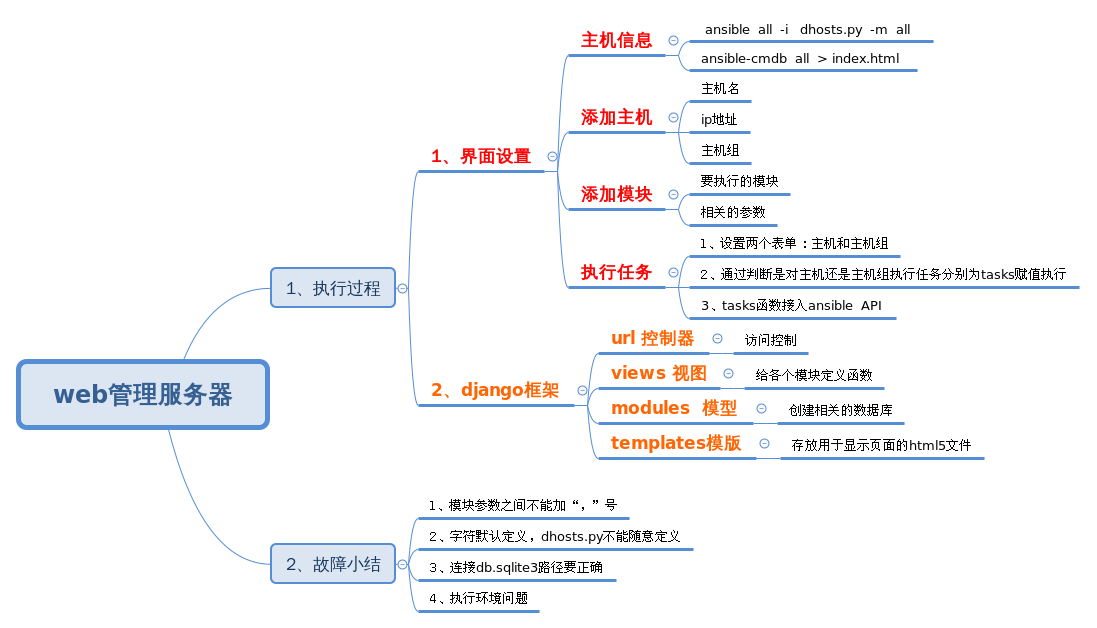 web管理服务器
1、执行过程
1、界面设置
主机信息
ansible all -i dhosts.py -m all
ansible-cmdb all > index.html
添加主机
主机名
ip地址
主机组
添加模块
要执行的模块
相关的参数
执行任务
1、设置两个表单：主机和主机组
2、通过判断是对主机还是主机组执行任务分别为tasks赋值执行
3、tasks函数接入ansible API
2、django框架
url 控制器
访问控制
views 视图
给各个模块定义函数
modules 模型
创建相关的数据库
templates模版
存放用于显示页面的html5文件
2、故障小结
1、模块参数之间不能加“，”号
2、字符默认定义，dhosts.py不能随意定义
3、连接db.sqlite3路径要正确
4、执行环境问题